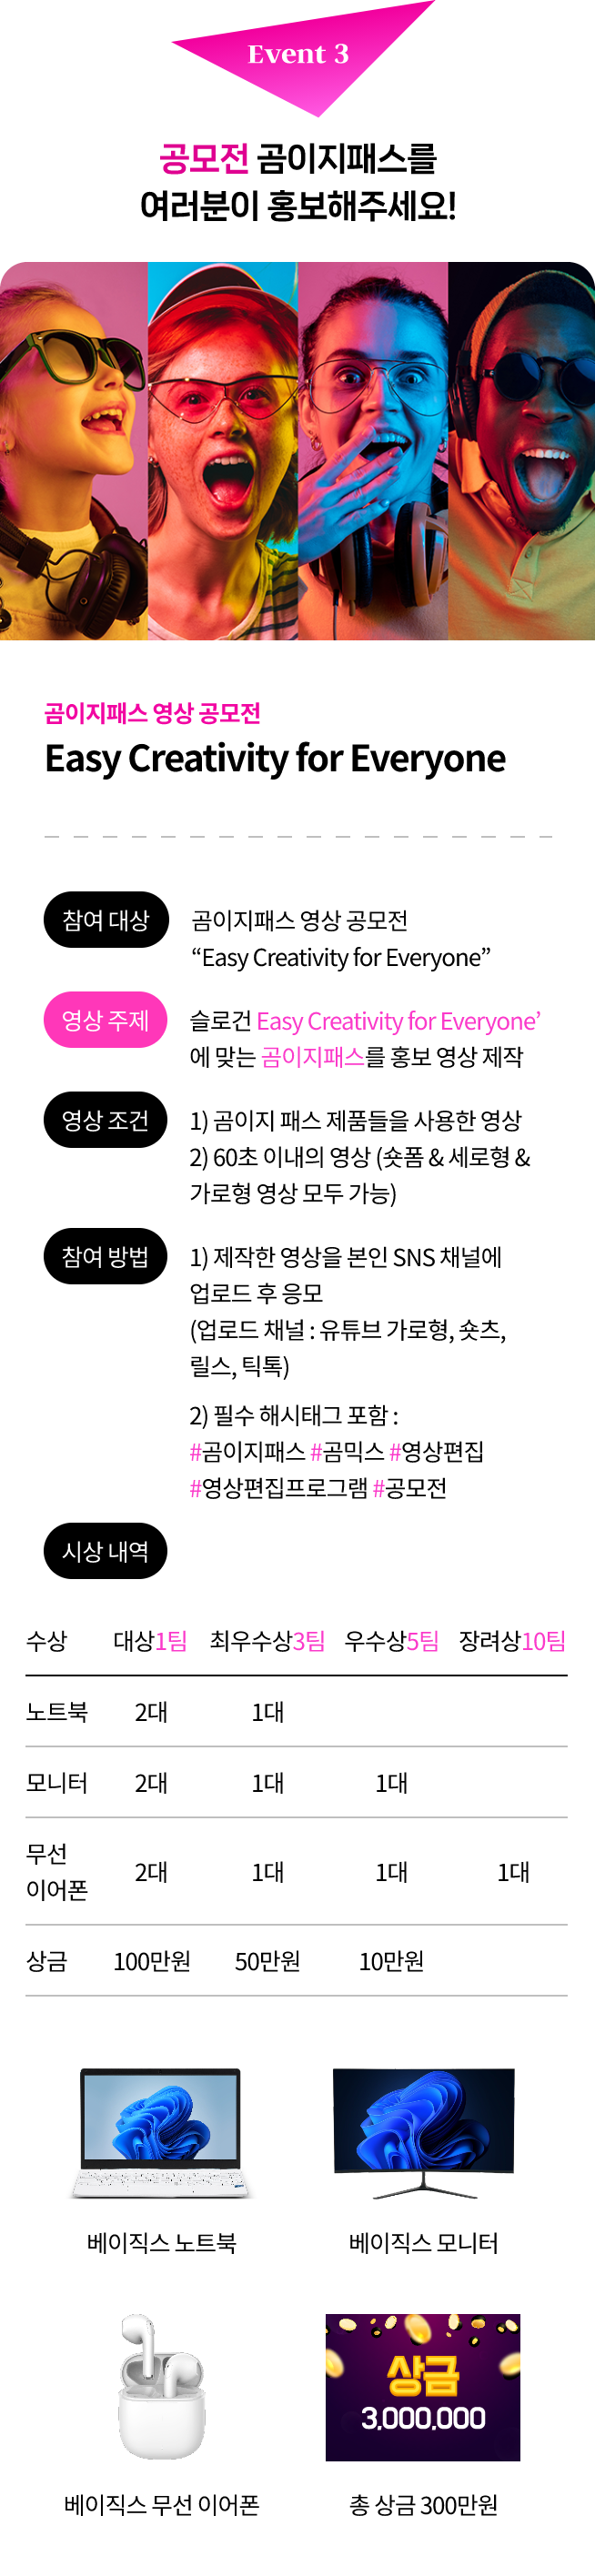 Event 3
공모전 곰이지패스를
여러분이 홍보해주세요!
곰이지패스 영상 공모전
Easy Creativity for Everyone
참여 대상
곰이지패스 영상 공모전
“Easy Creativity for Everyone”
영상 주제
슬로건 Easy Creativity for Everyone’
에 맞는 곰이지패스를 홍보 영상 제작
영상 조건
1) 곰이지 패스 제품들을 사용한 영상
2) 60초 이내의 영상 (숏폼 & 세로형 &
가로형 영상 모두 가능)
참여 방법
1) 제작한 영상을 본인 SNS 채널에
업로드 후 응모
(업로드 채널 : 유튜브 가로형, 숏츠,
릴스, 틱톡)
2) 필수 해시태그 포함 :
#곰이지패스 #곰믹스 #영상편집
#영상편집프로그램 #공모전
시상 내역
수상 대상1팀 최우수상3팀 우수상5팀 장려상10팀
노트북 2대 1대
모니터 2대 1대 1대
무선
이어폰 2대 1대 1대 1대
상금 100만원 50만원 10만원
베이직스 노트북 베이직스 모니터
상금
3,000,000
베이직스 무선 이어폰 총 상금 300만원